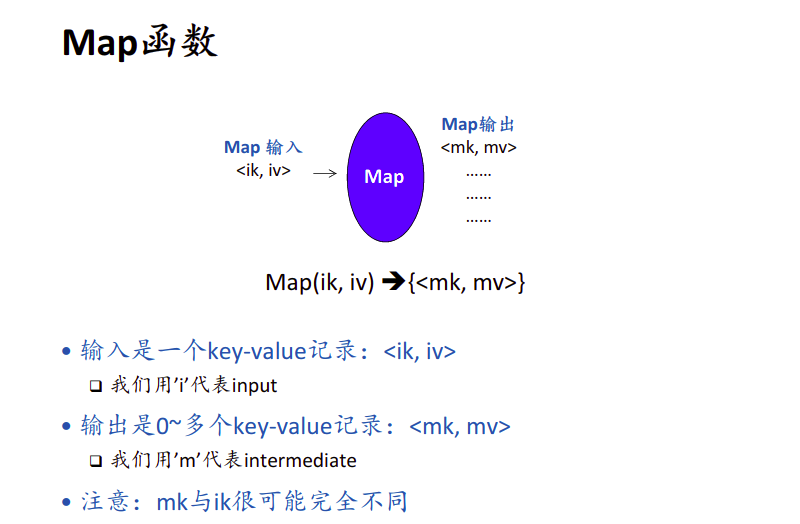 Map函数
Map 输入
<ik, iv>
Map
Map输出
<mk, mv>
……
……
……
Map(ik, iv) ➔{<mk, mv>}
• 输入是一个key-value记录：<ik, iv>
❑ 我们用’i’代表input
• 输出是0~多个key-value记录：<mk, mv>
❑ 我们用’m’代表intermediate
• 注意：mk与ik很可能完全不同